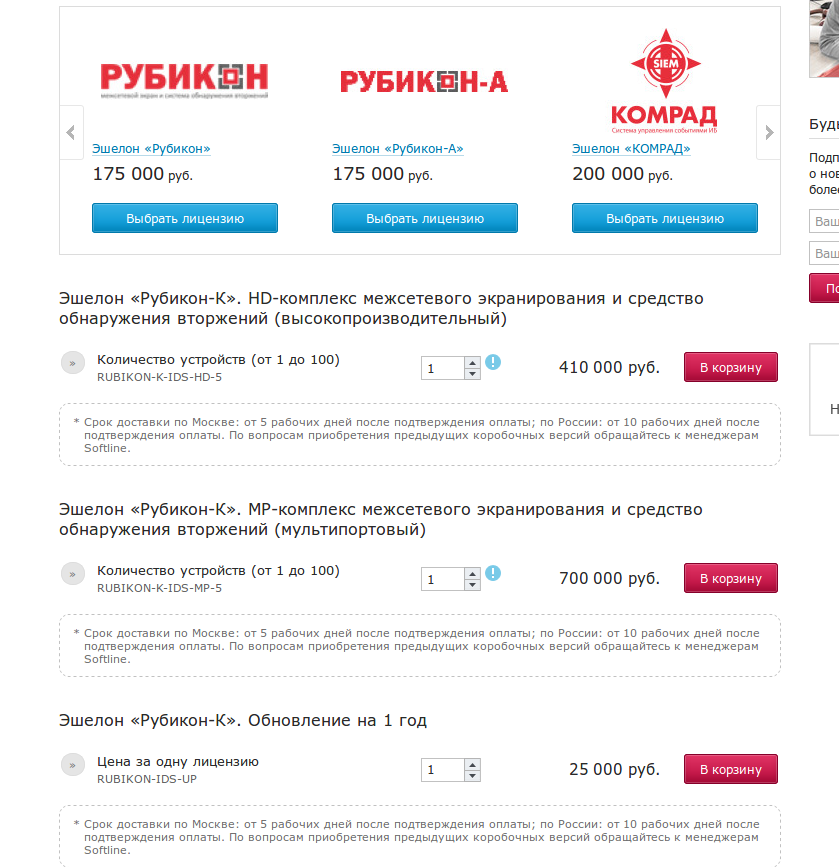 РУБИКОН
межсетевой экран и система обнаружения вторжений
РУБИКОН-А
SIEM
КОМРАД
Система управления событиями ИБ
Эшелон «Рубикон»
Эшелон «Рубикон-А»
Эшелон «КОМРАД»
175 000 руб.
175 000 руб.
200 000 руб.
Выбрать лицензию
Выбрать лицензию
Выбрать лицензию
Эшелон «Рубикон-К». HD-комплекс межсетевого экранирования и средство
обнаружения вторжений (высокопроизводительный)
» Количество устройств (от 1 до 100)
RUBIKON-K-IDS-HD-5
1
!
410 000 руб.
В корзину
* Срок доставки по Москве: от 5 рабочих дней после подтверждения оплаты; по России: от 10 рабочих дней после
подтверждения оплаты. По вопросам приобретения предыдущих коробочных версий обращайтесь к менеджерам
Softline.
Эшелон «Рубикон-К». MP-комплекс межсетевого экранирования и средство
обнаружения вторжений (мультипортовый)
» Количество устройств (от 1 до 100)
RUBIKON-K-IDS-MP-5
1
!
700 000 руб.
В корзину
* Срок доставки по Москве: от 5 рабочих дней после подтверждения оплаты; по России: от 10 рабочих дней после
подтверждения оплаты. По вопросам приобретения предыдущих коробочных версий обращайтесь к менеджерам
Softline.
Эшелон «Рубикон-К». Обновление на 1 год
» Цена за одну лицензию
RUBIKON-IDS-UP
1
25 000 руб.
В корзину
* Срок доставки по Москве: от 5 рабочих дней после подтверждения оплаты; по России: от 10 рабочих дней после
подтверждения оплаты. По вопросам приобретения предыдущих коробочных версий обращайтесь к менеджерам
Softline.
Будь
Подп
о нов
более
Ваш
Ваш
По
Н